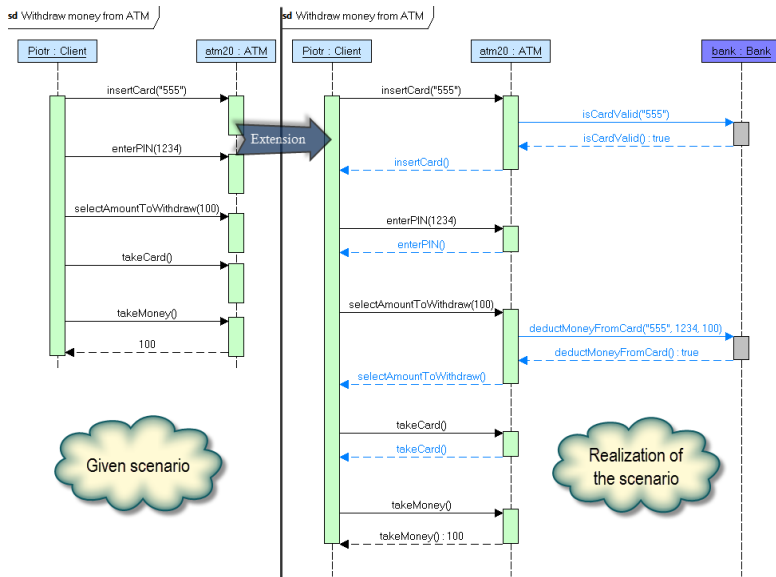 sd Withdraw money from ATM
Piotr : Client
atm20 : ATM
insertCard("555")
enterPIN(1234)
selectAmountToWithdraw(100)
takeCard()
takeMoney()
100
Given scenario
Extension
sd Withdraw money from ATM
Piotr : Client
atm20 : ATM
bank : Bank
insertCard("555")
isCardValid("555")
isCardValid() : true
insertCard()
enterPIN(1234)
enterPIN()
selectAmountToWithdraw(100)
deductMoneyFromCard("555", 1234, 100)
deductMoneyFromCard() : true
selectAmountToWithdraw()
takeCard()
takeCard()
takeMoney()
takeMoney() : 100
Realization of
the scenario